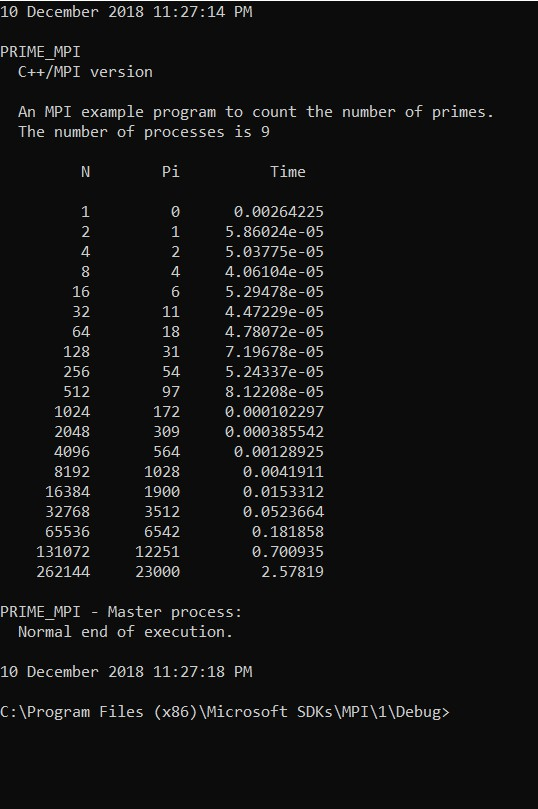 10 December 2018 11:27:14 PM
PRIME_MPI
C++/MPI version
An MPI example program to count the number of primes.
The number of processes is 9
N Pi Time
1 0 0.00264225
2 1 5.86024e-05
4 2 5.03775e-05
8 4 4.06104e-05
16 6 5.29478e-05
32 11 4.47229e-05
64 18 4.78072e-05
128 31 7.19678e-05
256 54 5.24337e-05
512 97 8.12208e-05
1024 172 0.000102297
2048 309 0.000385542
4096 564 0.00128925
8192 1028 0.0041911
16384 1900 0.0153312
32768 3512 0.0523664
65536 6542 0.181858
131072 12251 0.700935
262144 23000 2.57819
PRIME_MPI - Master process:
Normal end of execution.
10 December 2018 11:27:18 PM
C:\Program Files (x86)\Microsoft SDKs\MPI\1\Debug>